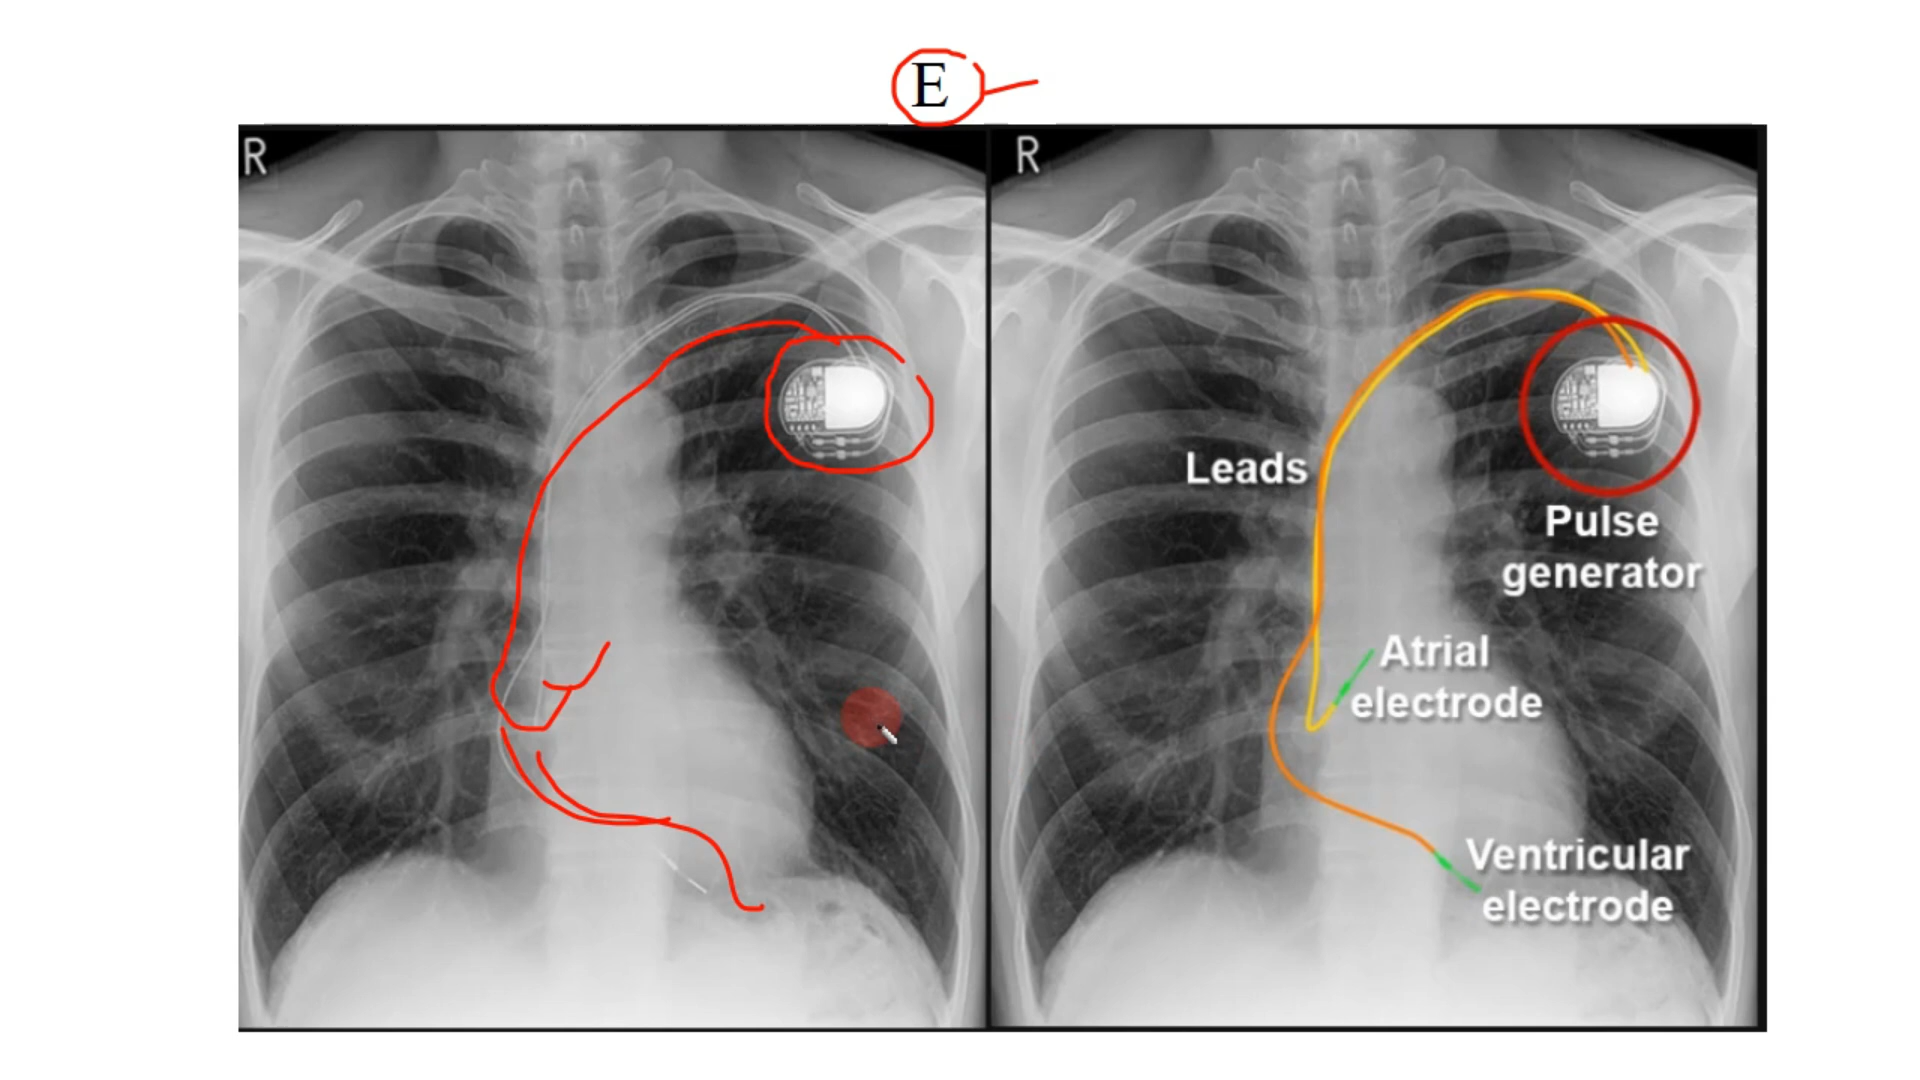 E
R
R
Leads
Pulse
generator
Atrial
electrode
Ventricular
electrode